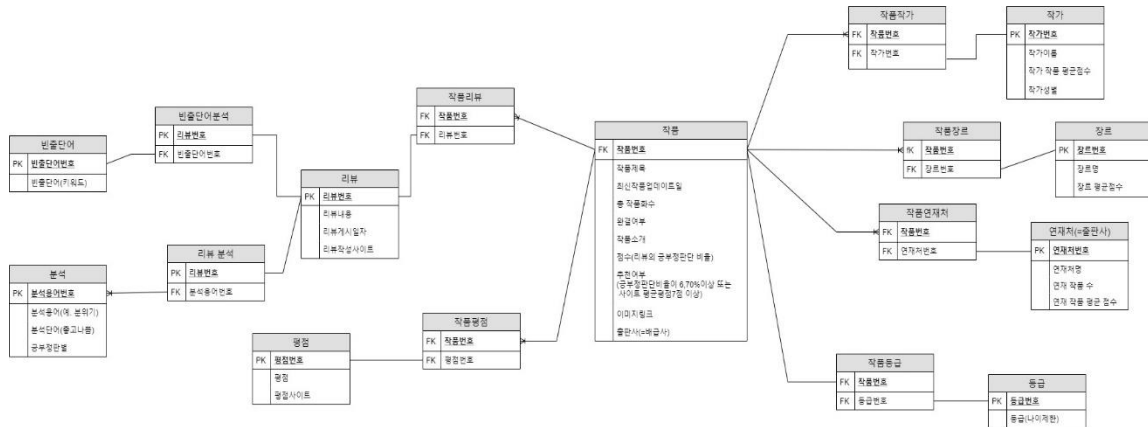 작품작가
FK 작품번호
FK 작가번호
작가
PK 작가번호
작가이름
작가 작품 평균점수
작가성별
작품리뷰
FK 작품번호
FK 리뷰번호
빈출단어분석
PK 리뷰번호
FK 빈출단어번호
빈출단어
PK 빈출단어번호
빈출단어(키워드)
작품
FK 작품번호
작품제목
최신작품업데이트일
총 작품화수
완결여부
작품소개
점수(리뷰의 긍부정판단 비율)
추천여부
(긍부정판단비율이 6,70%이상 또는
사이트 평균평점7점 이상)
이미지링크
출판사(=배급사)
작품장르
fK 작품번호
FK 장르번호
장르
PK 장르번호
장르명
장르 평균점수
리뷰
PK 리뷰번호
리뷰내용
리뷰게시일자
리뷰작성사이트
작품연재처
FK 작품번호
FK 연재처번호
연재처(=출판사)
PK 연재처번호
연재처명
연재 작품 수
연재 작품 평균 점수
리뷰 분석
PK 리뷰번호
FK 분석용어번호
분석
PK 분석용어번호
분석용어(예. 분위기)
분석단어(좋고나쁨)
긍부정판별
작품평점
FK 작품번호
FK 평점번호
평점
PK 평점번호
평점
평점사이트
작품등급
FK 작품번호
FK 등급번호
등급
PK 등급번호
등급(나이제한)